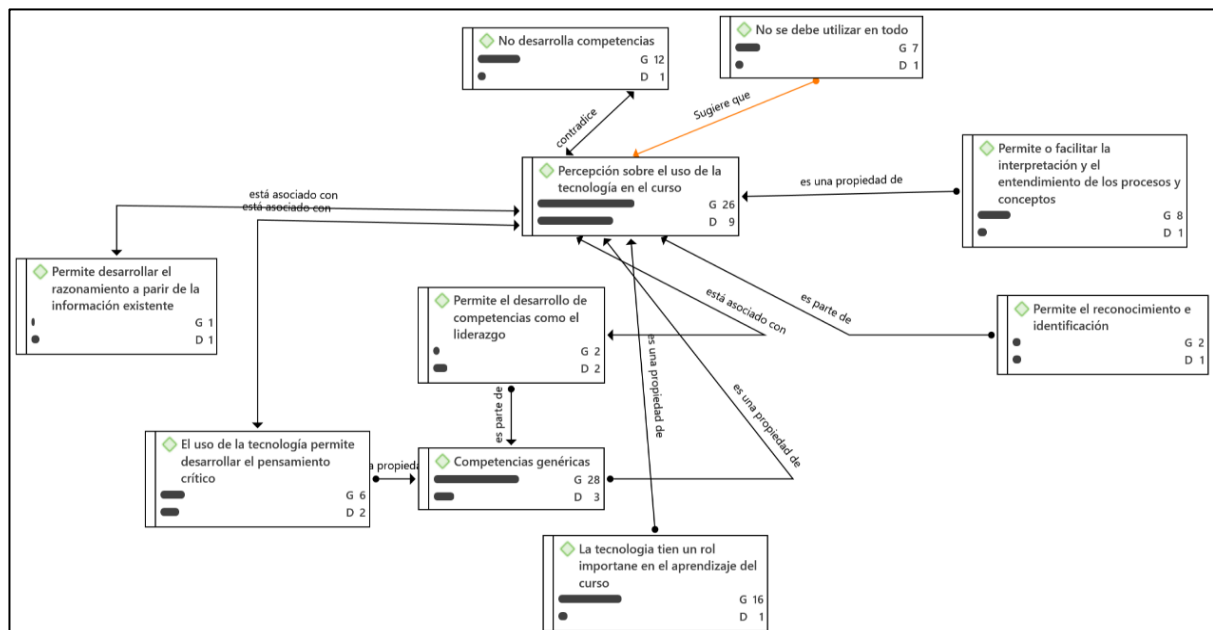 No desarrolla competencias
G 12
D 1
No se debe utilizar en todo
G 7
D 1
contradice
Sugiere que
Percepción sobre el uso de la
tecnología en el curso
G 26
D 9
es una propiedad de
Permite o facilitar la
interpretación y el
entendimiento de los procesos y
conceptos
G 8
D 1
está asociado con
está asociado con
Permite desarrollar el
razonamiento a parir de la
información existente
G 1
D 1
Permite el desarrollo de
competencias como el
liderazgo
G 2
D 2
está asociado con
es parte de
Permite el reconocimiento e
identificación
G 2
D 1
es parte de
es una propiedad de
es una propiedad de
El uso de la tecnología permite
desarrollar el pensamiento
crítico
G 6
D 2
a propieda
Competencias genéricas
G 28
D 3
La tecnologia tien un rol
importane en el aprendizaje del
curso
G 16
D 1